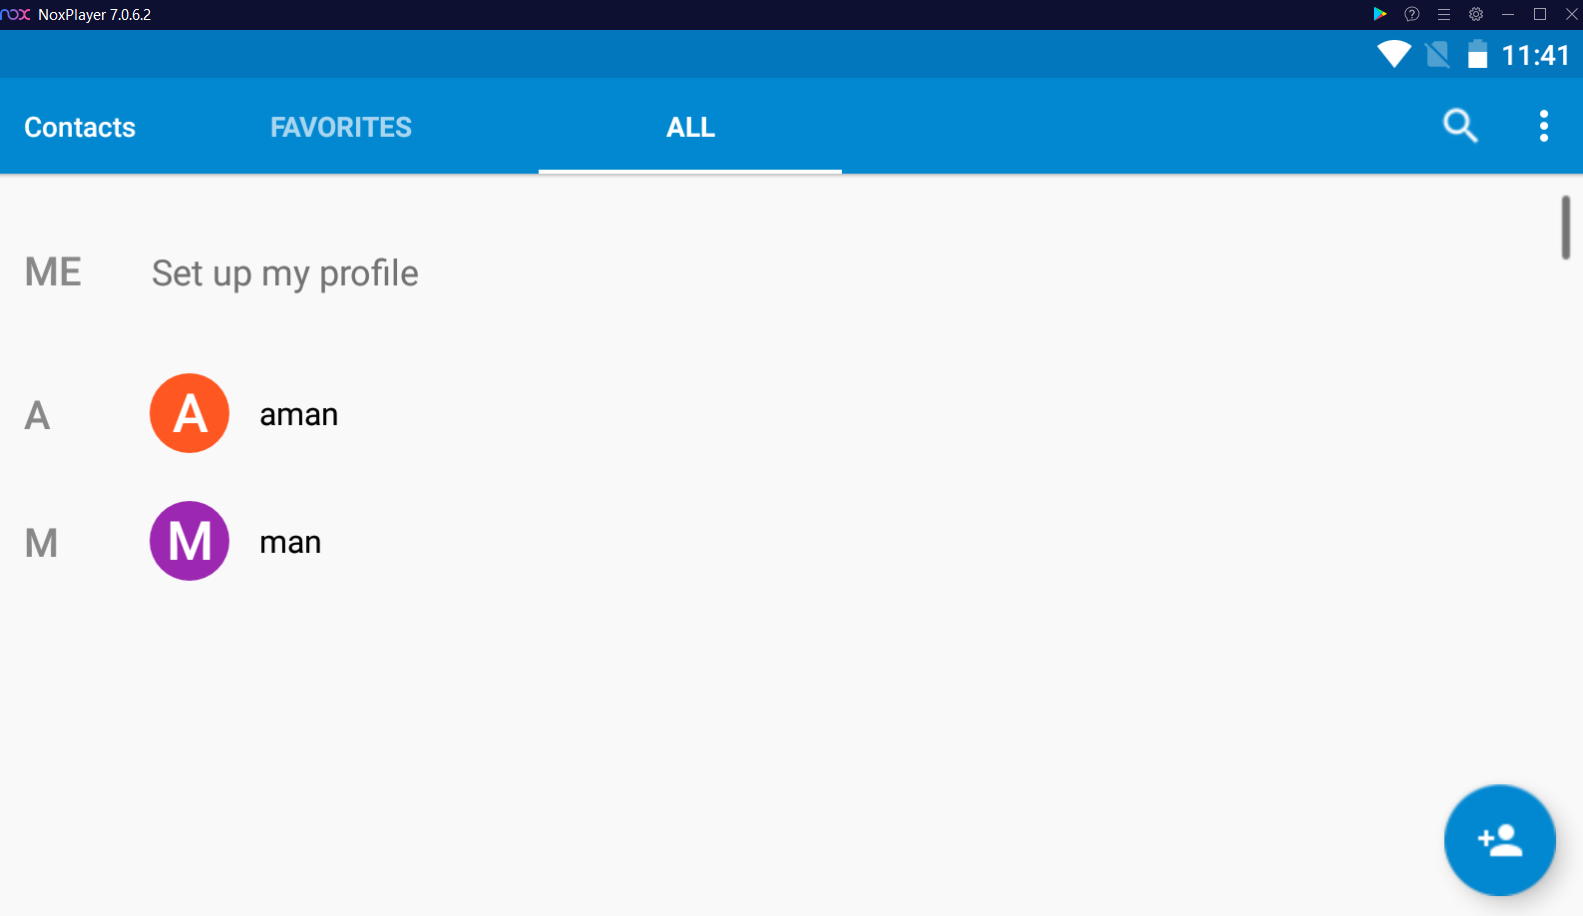 nox NoxPlayer 7.0.6.2
11:41
Contacts FAVORITES ALL
ME Set up my profile
A A aman
M M man